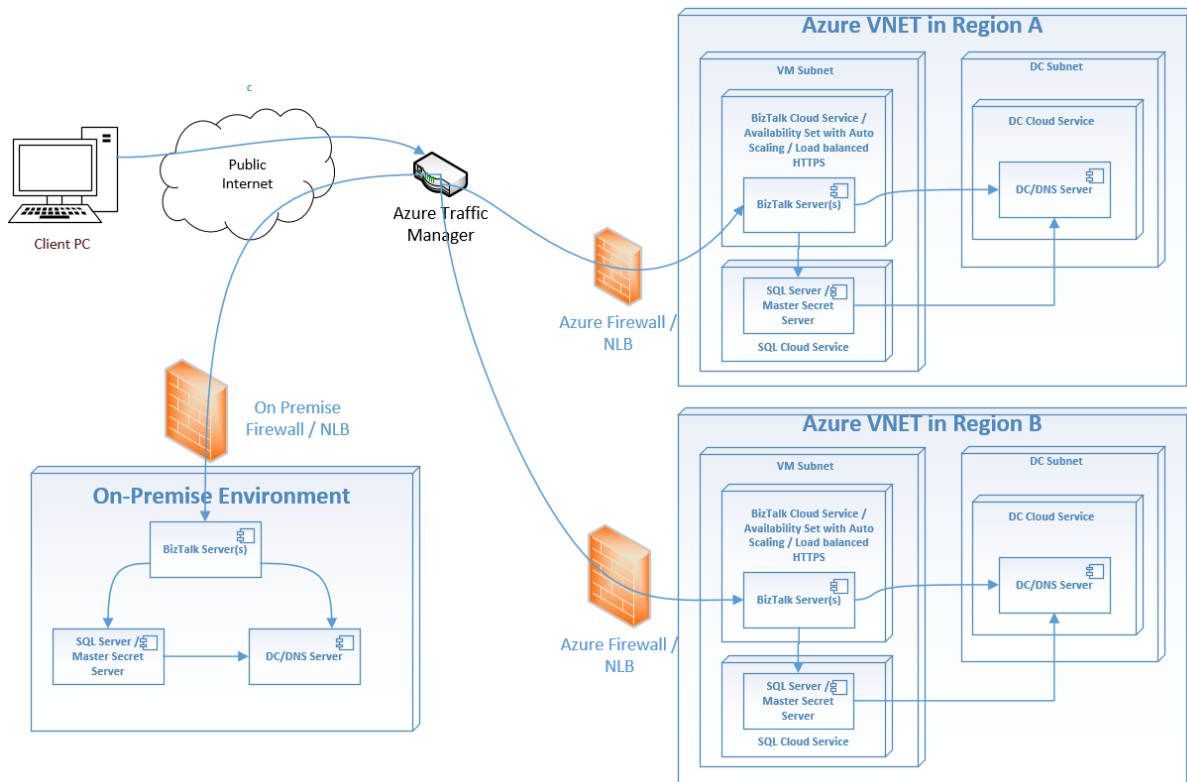 c
Client PC
Public
Internet
Azure Traffic
Manager
Azure Firewall /
NLB
On Premise
Firewall / NLB
On-Premise Environment
BizTalk Server(s)
SQL Server /
Master Secret
Server
DC/DNS Server
Azure Firewall /
NLB
Azure VNET in Region A
VM Subnet
BizTalk Cloud Service /
Availability Set with Auto
Scaling / Load balanced
HTTPS
BizTalk Server(s)
SQL Server /
Master Secret
Server
SQL Cloud Service
DC Subnet
DC Cloud Service
DC/DNS Server
Azure VNET in Region B
VM Subnet
BizTalk Cloud Service /
Availability Set with Auto
Scaling / Load balanced
HTTPS
BizTalk Server(s)
SQL Server /
Master Secret
Server
SQL Cloud Service
DC Subnet
DC Cloud Service
DC/DNS Server